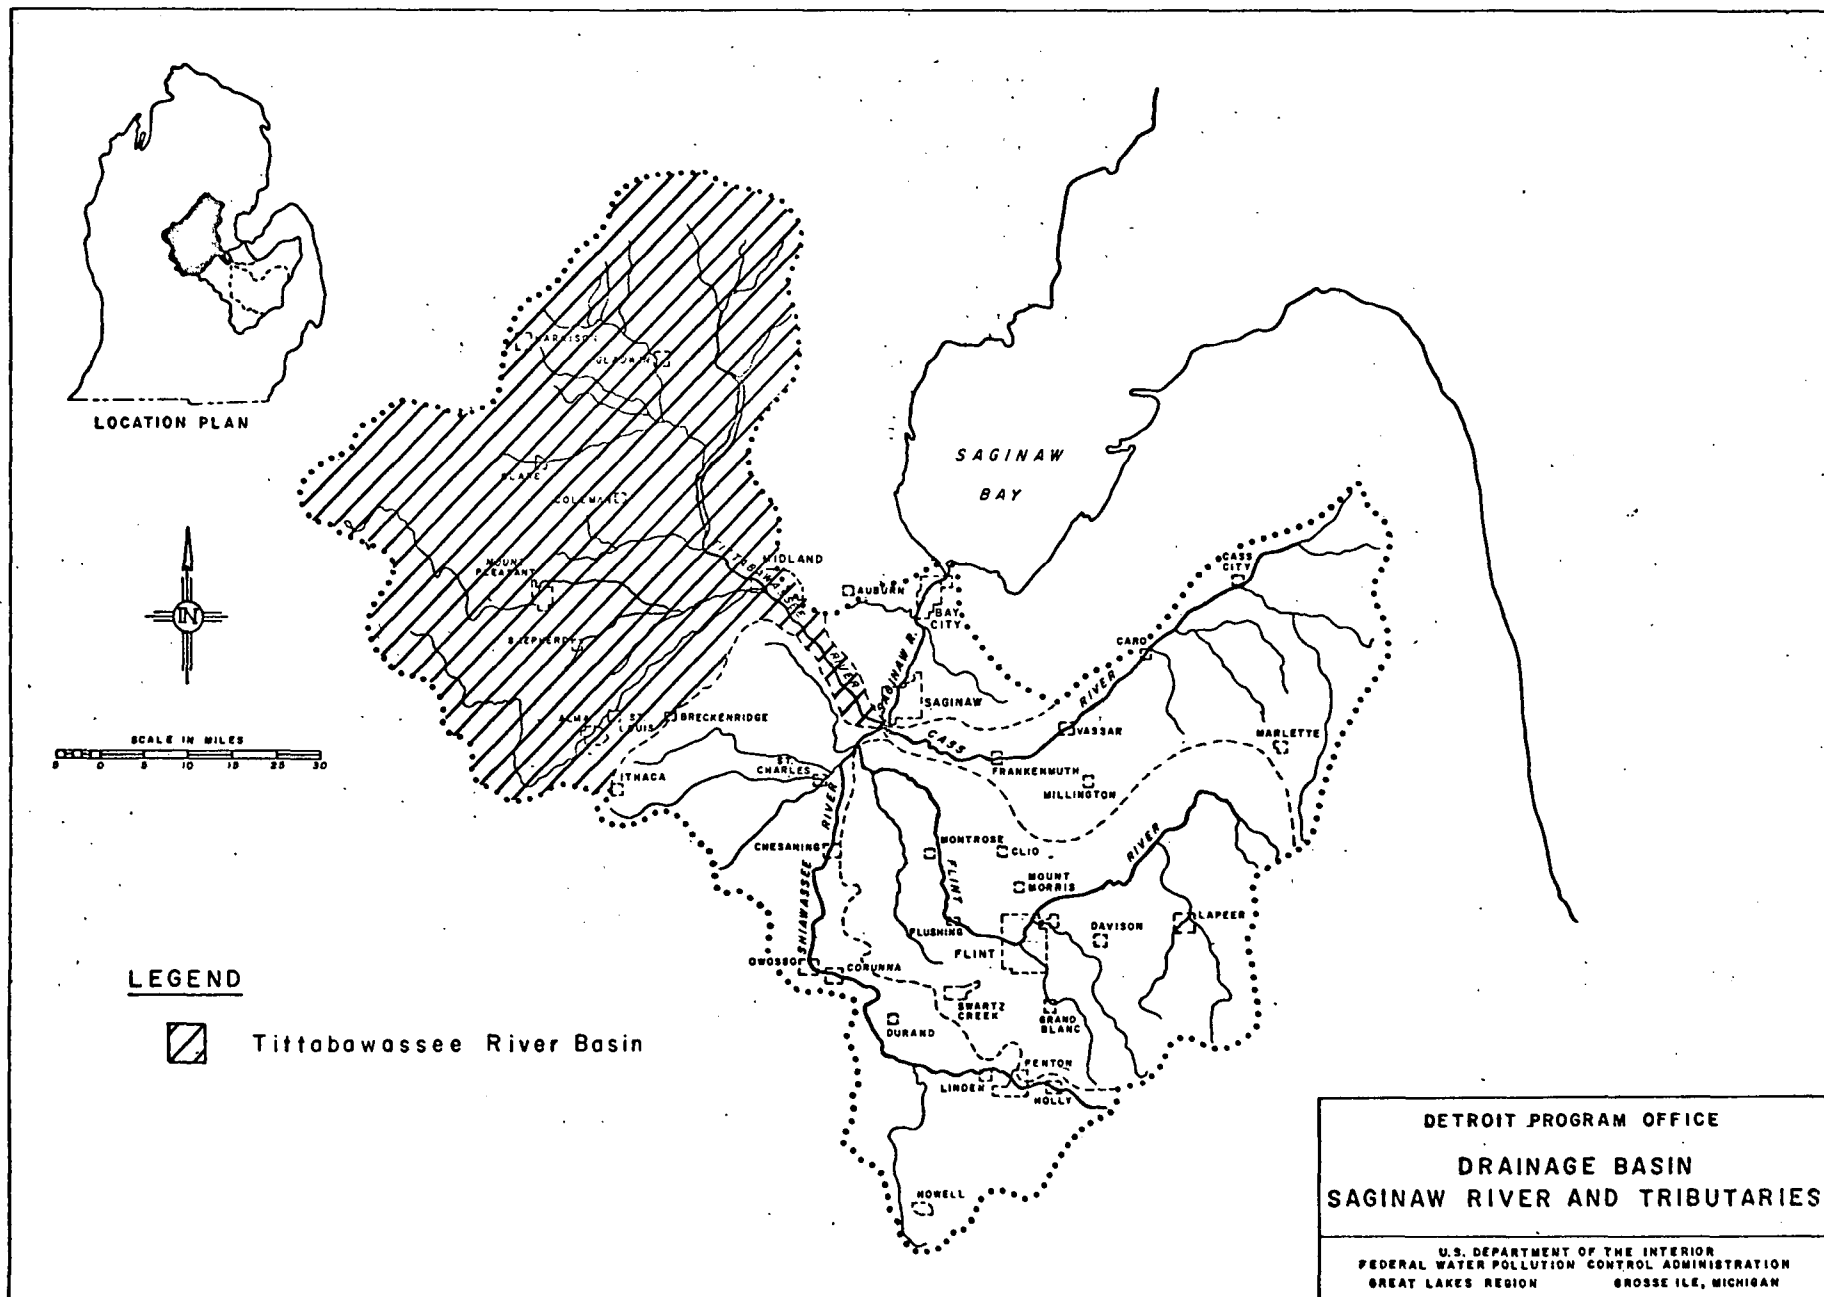 LOCATION PLAN
SAGINAW
BAY
HARRISON
GLADWIN
CLARE
COLEMAN
MOUNT
PLEASANT
SHEPHERD
TITTABAWASSEE
RIVER
MIDLAND
AUBURN
BAY
CITY
SAGINAW R.
SAGINAW
CASS
CITY
CARO
RIVER
CASS
VASSAR
MARLETTE
FRANKENMUTH
MILLINGTON
ALMA
ST.
LOUIS
BRECKENRIDGE
ITHACA
ST.
CHARLES
SCALE IN MILES
5 0 5 10 15 25 30
CHESANING
SHIAWASSEE
RIVER
MONTROSE
CLIO
MOUNT
MORRIS
FLINT
RIVER
FLUSHING
FLINT
DAVISON
LAPEER
OWOSSO
CORUNNA
SWARTZ
CREEK
GRAND
BLANC
DURAND
FENTON
LINDEN
HOLLY
HOWELL
N
LEGEND
Tittabawassee River Basin
DETROIT PROGRAM OFFICE
DRAINAGE BASIN
SAGINAW RIVER AND TRIBUTARIES
U.S. DEPARTMENT OF THE INTERIOR
FEDERAL WATER POLLUTION CONTROL ADMINISTRATION
GREAT LAKES REGION GROSSE ILE, MICHIGAN